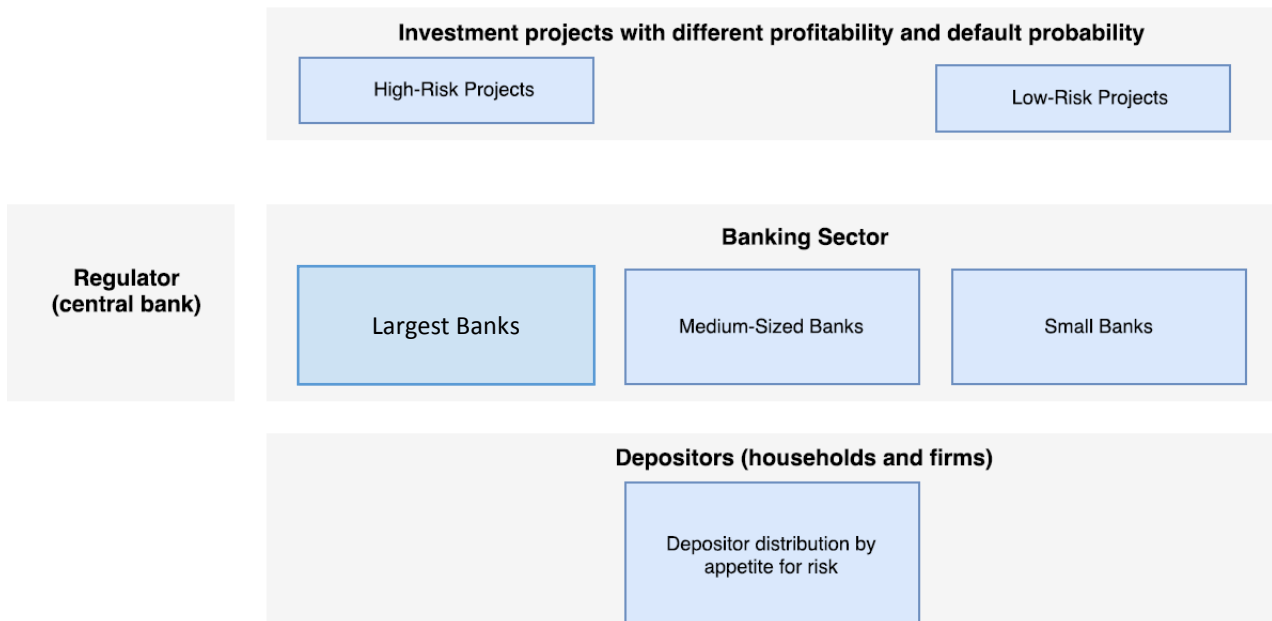 Investment projects with different profitability and default probability
High-Risk Projects
Low-Risk Projects
Regulator
(central bank)
Banking Sector
Largest Banks
Medium-Sized Banks
Small Banks
Depositors (households and firms)
Depositor distribution by
appetite for risk